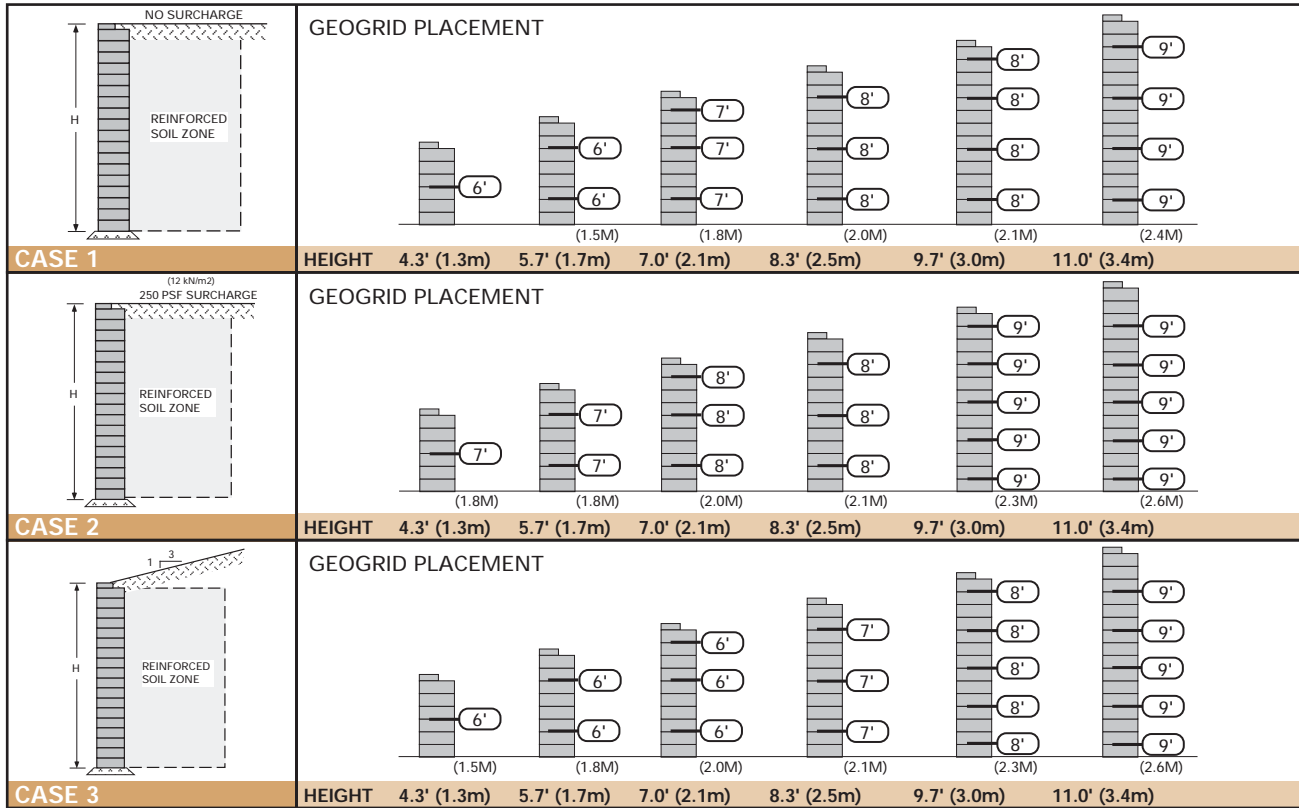 NO SURCHARGE
H
REINFORCED
SOIL ZONE
CASE 1
GEOGRID PLACEMENT
6'
6'
6'
7'
7'
7'
8'
8'
8'
8'
8'
8'
8'
9'
9'
9'
9'
(1.5M) (1.8M) (2.0M) (2.1M) (2.4M)
HEIGHT 4.3' (1.3m) 5.7' (1.7m) 7.0' (2.1m) 8.3' (2.5m) 9.7' (3.0m) 11.0' (3.4m)
(12 kN/m2)
250 PSF SURCHARGE
H
REINFORCED
SOIL ZONE
CASE 2
GEOGRID PLACEMENT
7'
7'
7'
8'
8'
8'
8'
8'
8'
9'
9'
9'
9'
9'
9'
9'
9'
9'
9'
(1.8M) (1.8M) (2.0M) (2.1M) (2.3M) (2.6M)
HEIGHT 4.3' (1.3m) 5.7' (1.7m) 7.0' (2.1m) 8.3' (2.5m) 9.7' (3.0m) 11.0' (3.4m)
1 3
H
REINFORCED
SOIL ZONE
CASE 3
GEOGRID PLACEMENT
6'
6'
6'
6'
6'
6'
7'
7'
7'
8'
8'
8'
8'
8'
9'
9'
9'
9'
9'
(1.5M) (1.8M) (2.0M) (2.1M) (2.3M) (2.6M)
HEIGHT 4.3' (1.3m) 5.7' (1.7m) 7.0' (2.1m) 8.3' (2.5m) 9.7' (3.0m) 11.0' (3.4m)